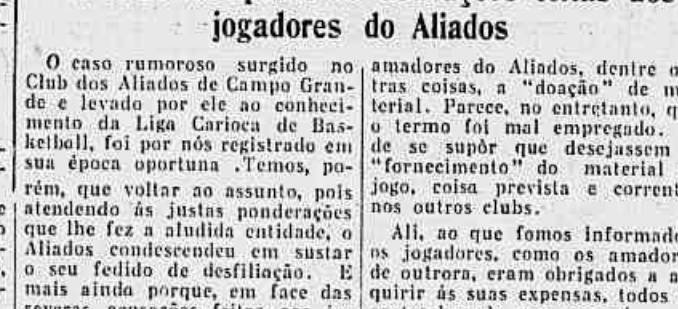 jogadores do Aliados
O caso rumoroso surgido no
Club dos Aliados de Campo Gran-
de e levado por ele ao conheci-
mento da Liga Carioca de Bas-
ketball, foi por nós registrado em
sua época oportuna .Temos, po-
rém, que voltar ao assunto, pois
atendendo ás justas ponderações
que lhe fez a aludida entidade, o
Aliados condescendeu em sustar
o seu fedido de desfiliação. E
mais ainda porque, em face das
amadores do Aliados, dentre o
tras coisas, a "doação" de m
terial. Parece, no entretanto, q
o termo foi mal empregado.
de se supôr que desejassem
"fornecimento" do material
jogo, coisa prevista e corrent
nos outros clubs.
Ali, ao que fomos informad
os jogadores, como os amador
de outrora, eram obrigados a a
quirir ás suas expensas, todos